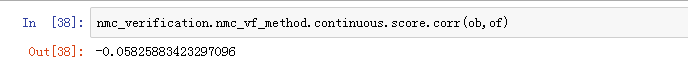 In [38]: nmc_verification.nmc_vf_method.continuous.score.corr(ob,of)
Out[38]: -0.05825883423297096